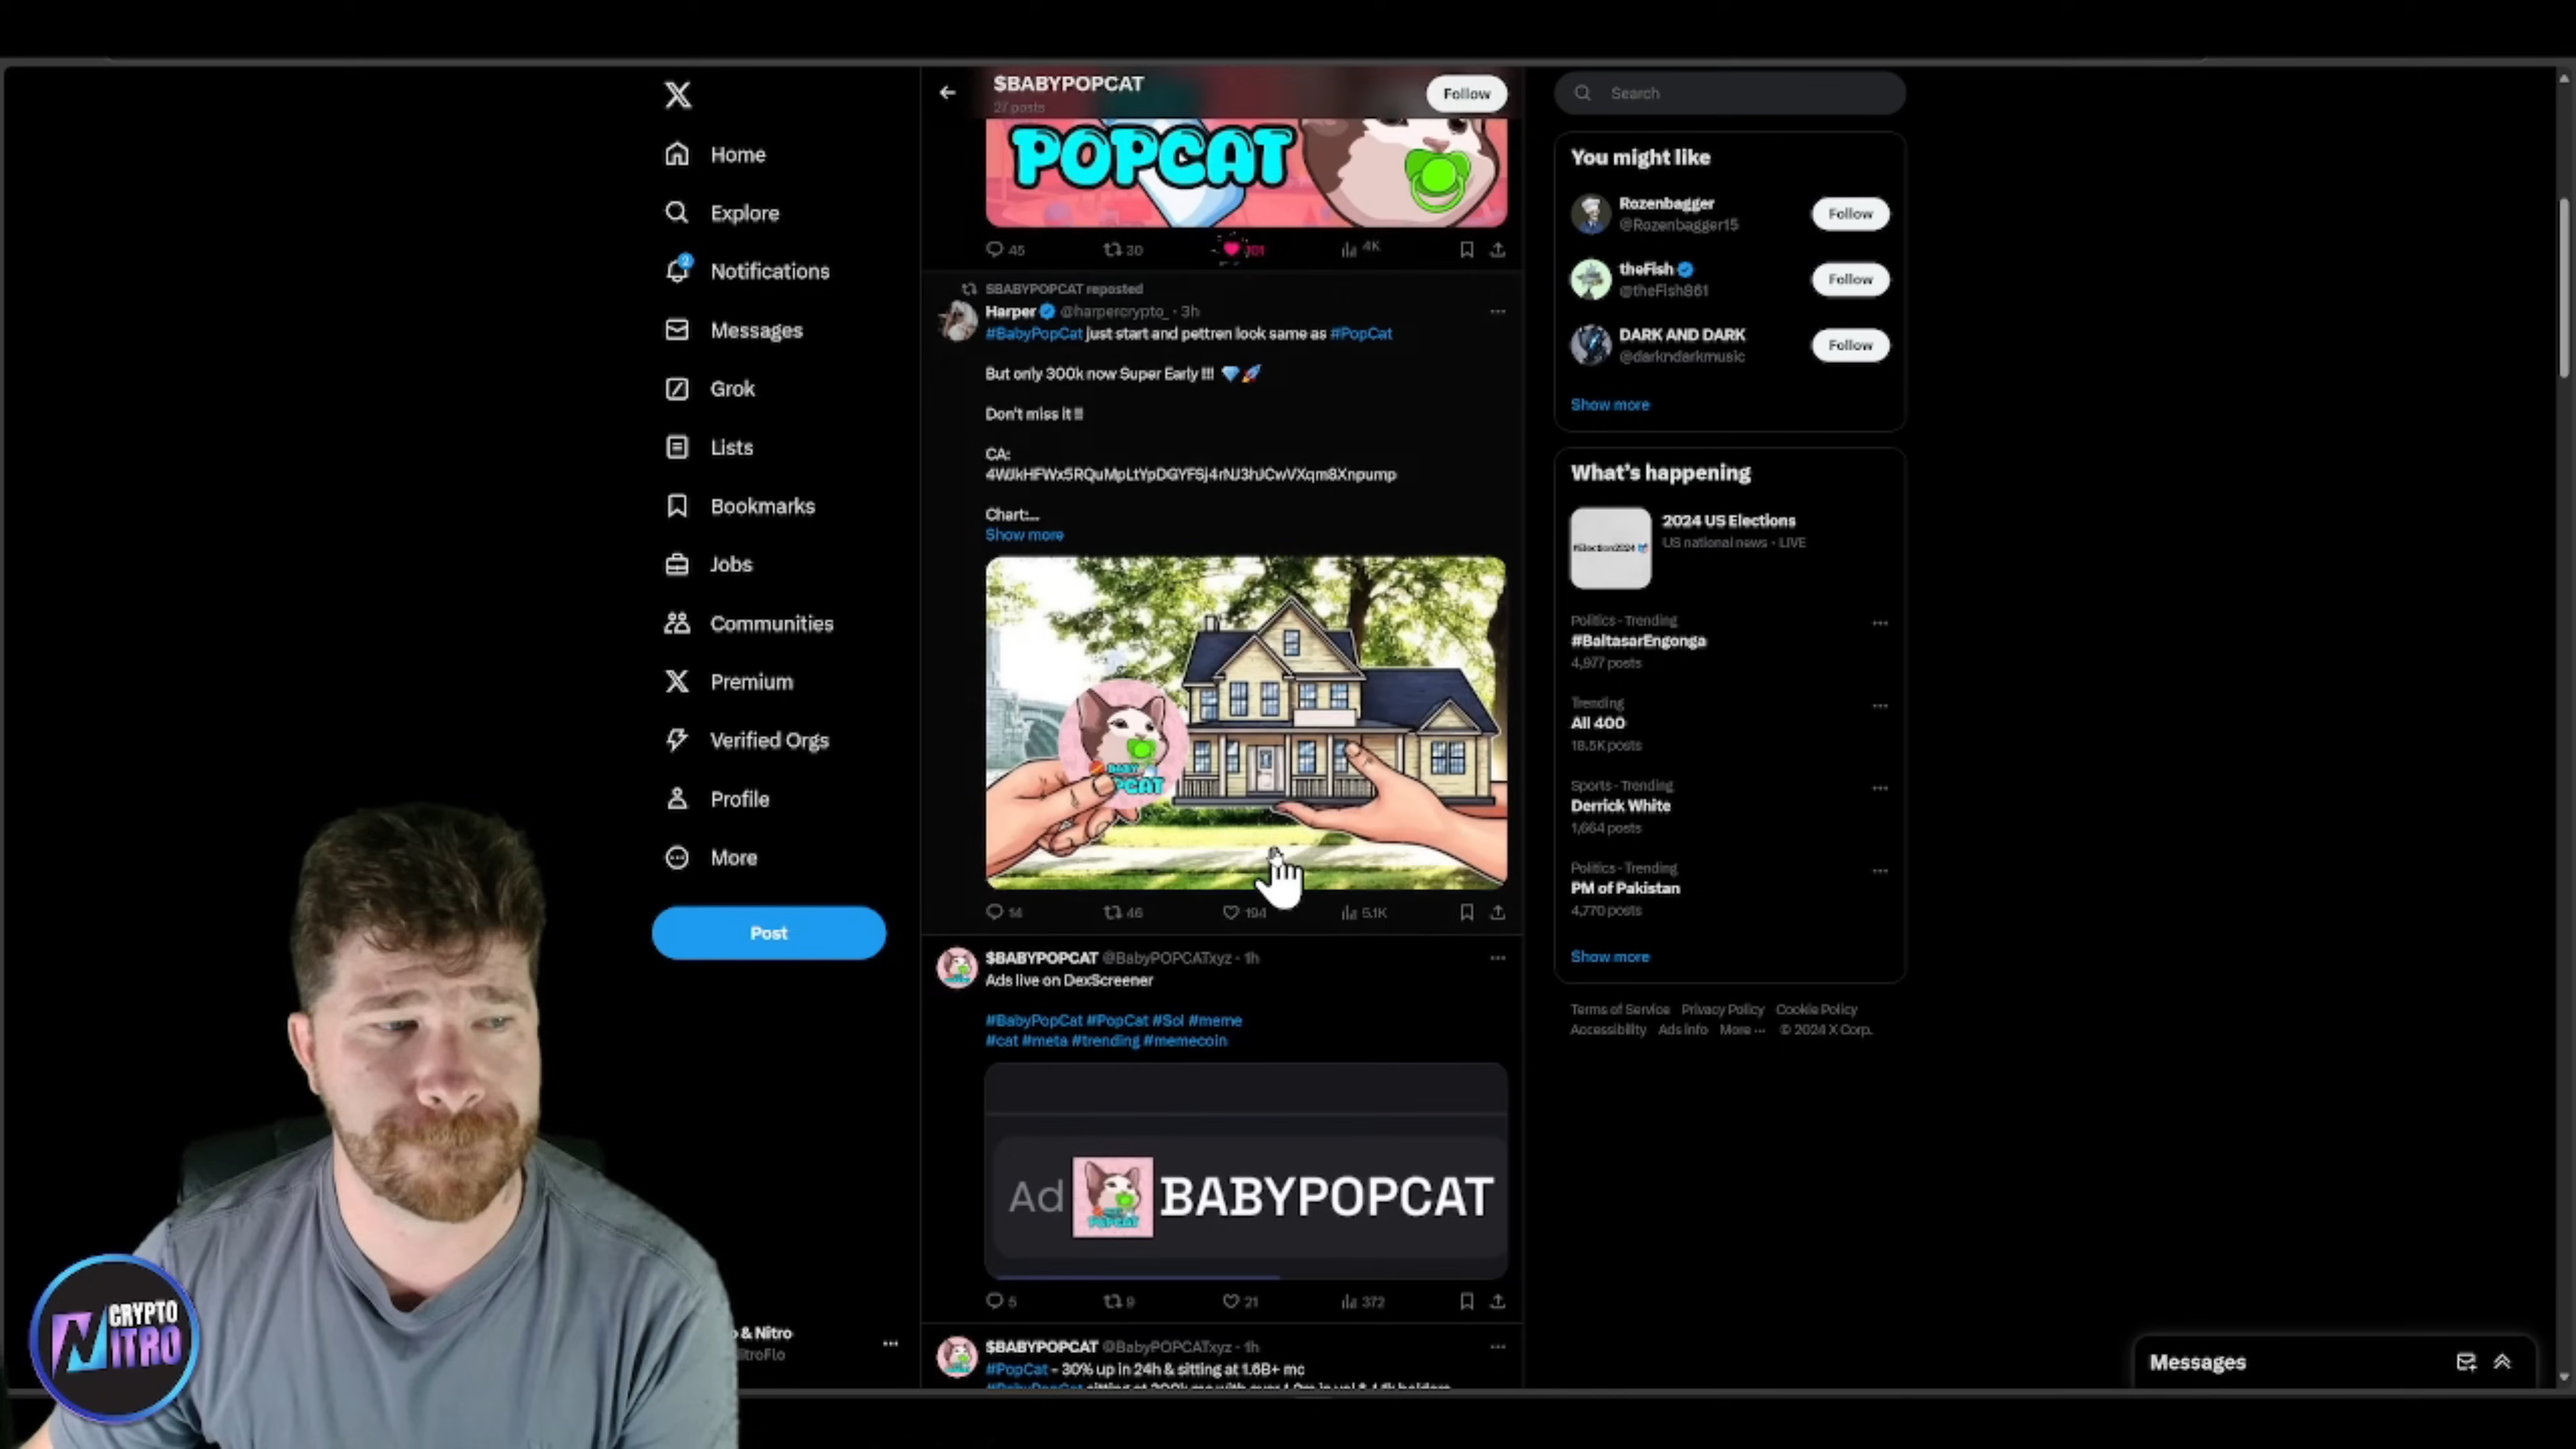 $BABYPOPCAT
27 posts
Follow
Search
Home
Explore
2
Notifications
Messages
Grok
Lists
Bookmarks
Jobs
Communities
Premium
Verified Orgs
Profile
More
Post
POPCAT
45
30
101
4K
$BABYPOPCAT reposted
Harper @harpercrypto_ · 3h
#BabyPopCat just start and pettren look same as #PopCat
But only 300k now Super Early !!!
Don't miss it !!
CA:
4WJkHFWx5RQuMpLtYpDGYFSj4rNJ3hJCwVXqm8Xnpump
Chart:...
Show more
BABY
PCAT
14
46
194
5.1K
$BABYPOPCAT @BabyPOPCATxyz · 1h
Ads live on DexScreener
#BabyPopCat #PopCat #Sol #meme
#cat #meta #trending #memecoin
Ad
POPCAT
BABYPOPCAT
5
9
21
372
$BABYPOPCAT @BabyPOPCATxyz · 1h
#PopCat - 30% up in 24h & sitting at 1.6B+ mc
You might like
Rozenbagger
@Rozenbagger15
Follow
theFish
@theFish861
Follow
DARK AND DARK
@darkndarkmusic
Follow
Show more
What's happening
#Election2024
2024 US Elections
US national news · LIVE
Politics · Trending
#BaltasarEngonga
4,977 posts
Trending
All 400
18.5K posts
Sports · Trending
Derrick White
1,664 posts
Politics · Trending
PM of Pakistan
4,770 posts
Show more
Terms of Service Privacy Policy Cookie Policy
Accessibility Ads info More ... © 2024 X Corp.
Messages
CRYPTO
NITRO
o & Nitro
itroFlo